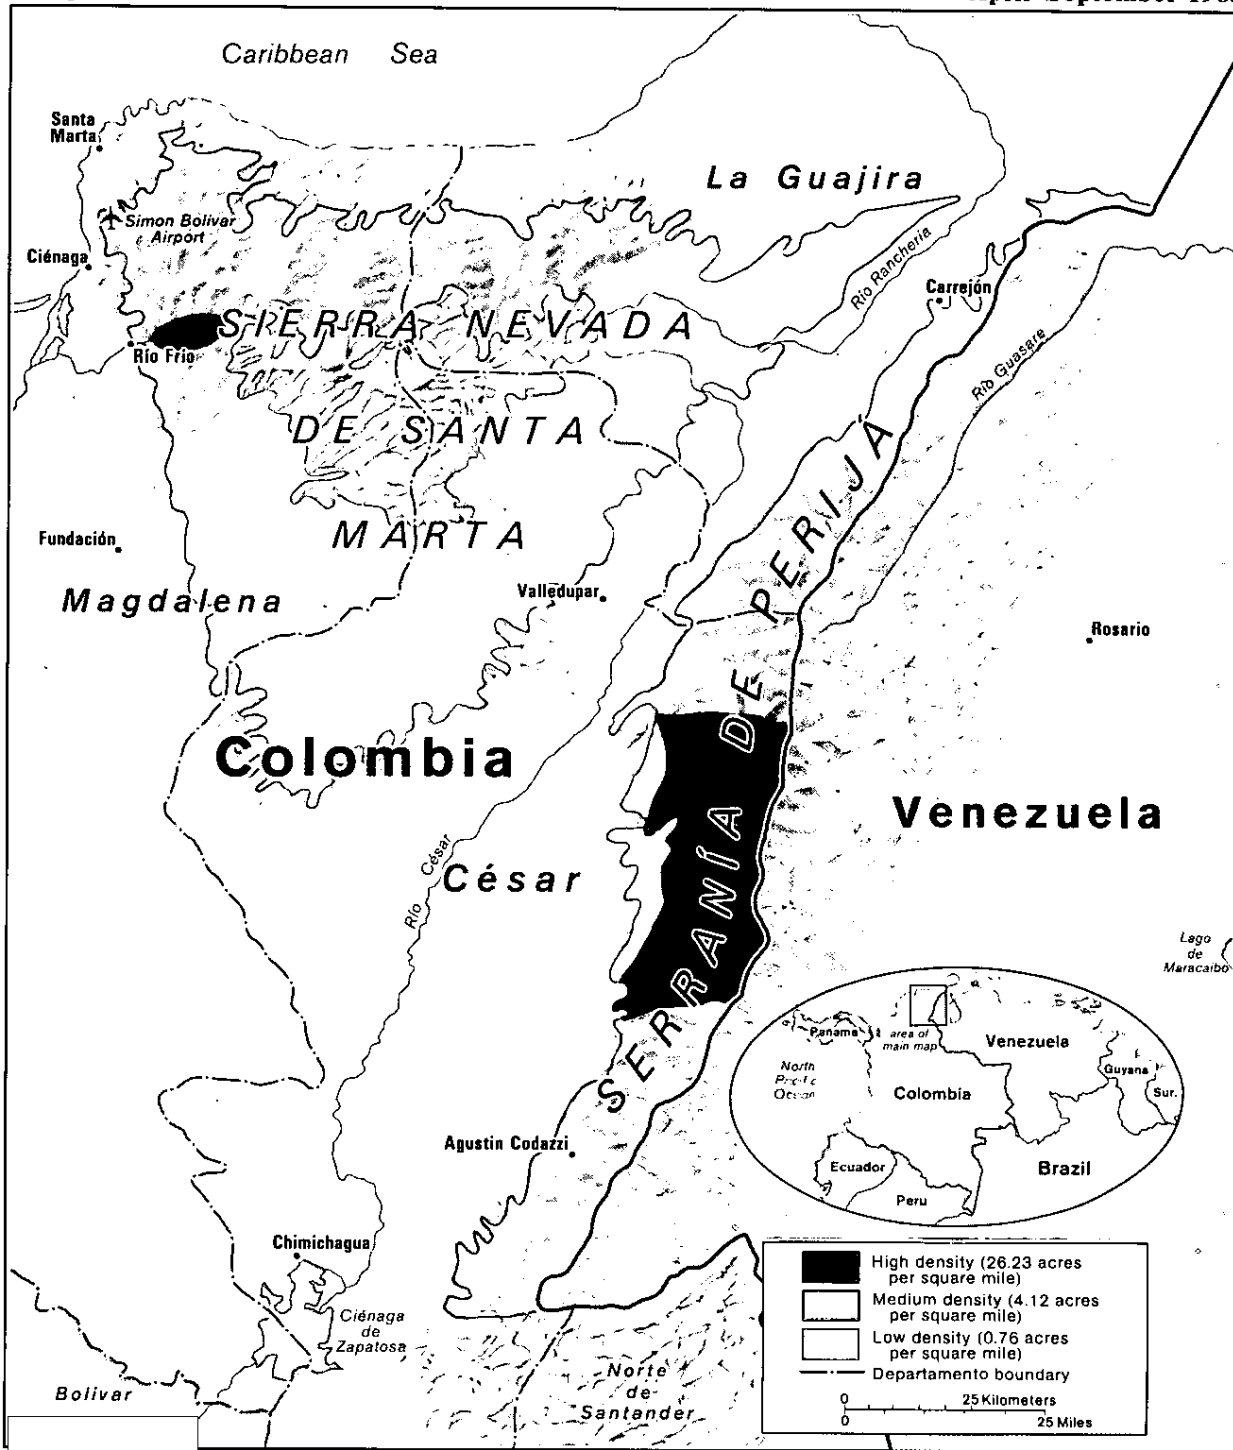 Caribbean Sea
Santa
Marta
La Guajira
Simon Bolivar
Airport
Ciénaga
Río Ranchería
Carrejón
SIERRA NEVADA
Río Frío
Río Guasare
DE SANTA
MARTA
Fundación
Valledupar
Magdalena
SERRANÍA DE PERIJÁ
Rosario
Colombia
Venezuela
Río César
César
Lago
de
Maracaibo
Panama
area of
main map
Venezuela
North
Ocean
Guyana
Colombia
Sur.
Agustin Codazzi
Ecuador
Brazil
Peru
Chimichagua
High density (26.23 acres
per square mile)
Medium density (4.12 acres
per square mile)
Low density (0.76 acres
per square mile)
Departamento boundary
0 25 Kilometers
0 25 Miles
Ciénaga
de
Zapatosa
Norte
de
Santander
Bolivar